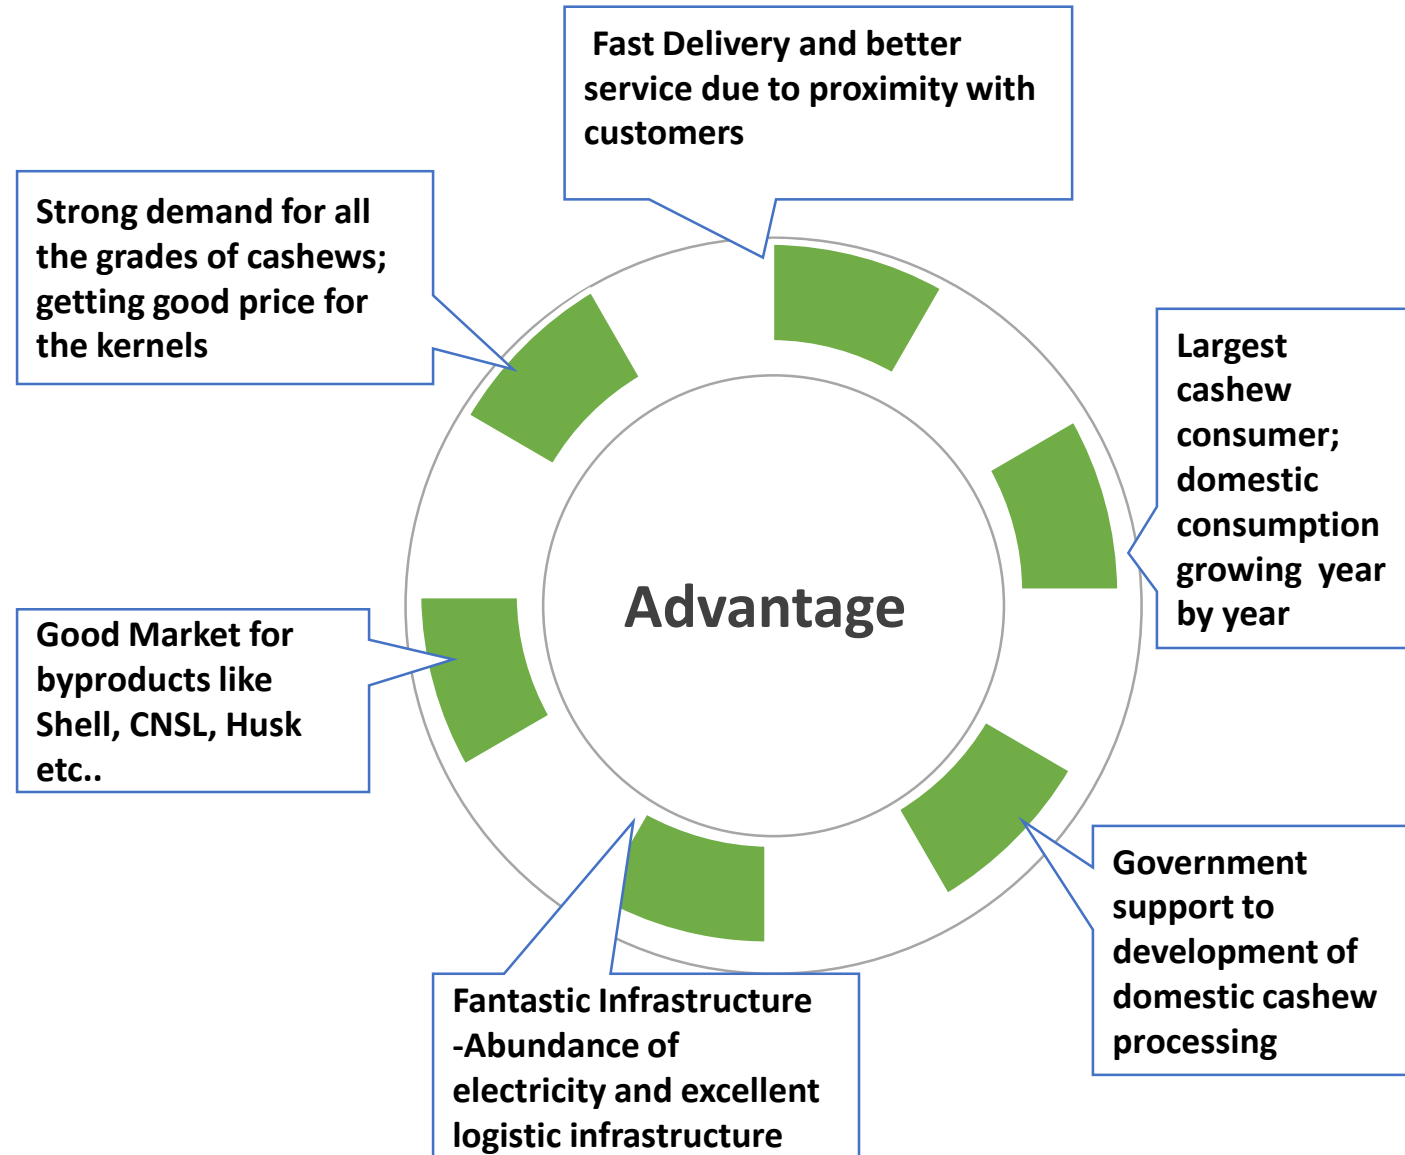 Fast Delivery and better
service due to proximity with
customers
Strong demand for all
the grades of cashews;
getting good price for
the kernels
Largest
cashew
consumer;
domestic
consumption
growing  year
by year
Advantage
Good Market for
byproducts like
Shell, CNSL, Husk
etc..
Government
support to
development of
domestic cashew
processing
Fantastic Infrastructure
-Abundance of
electricity and excellent
logistic infrastructure